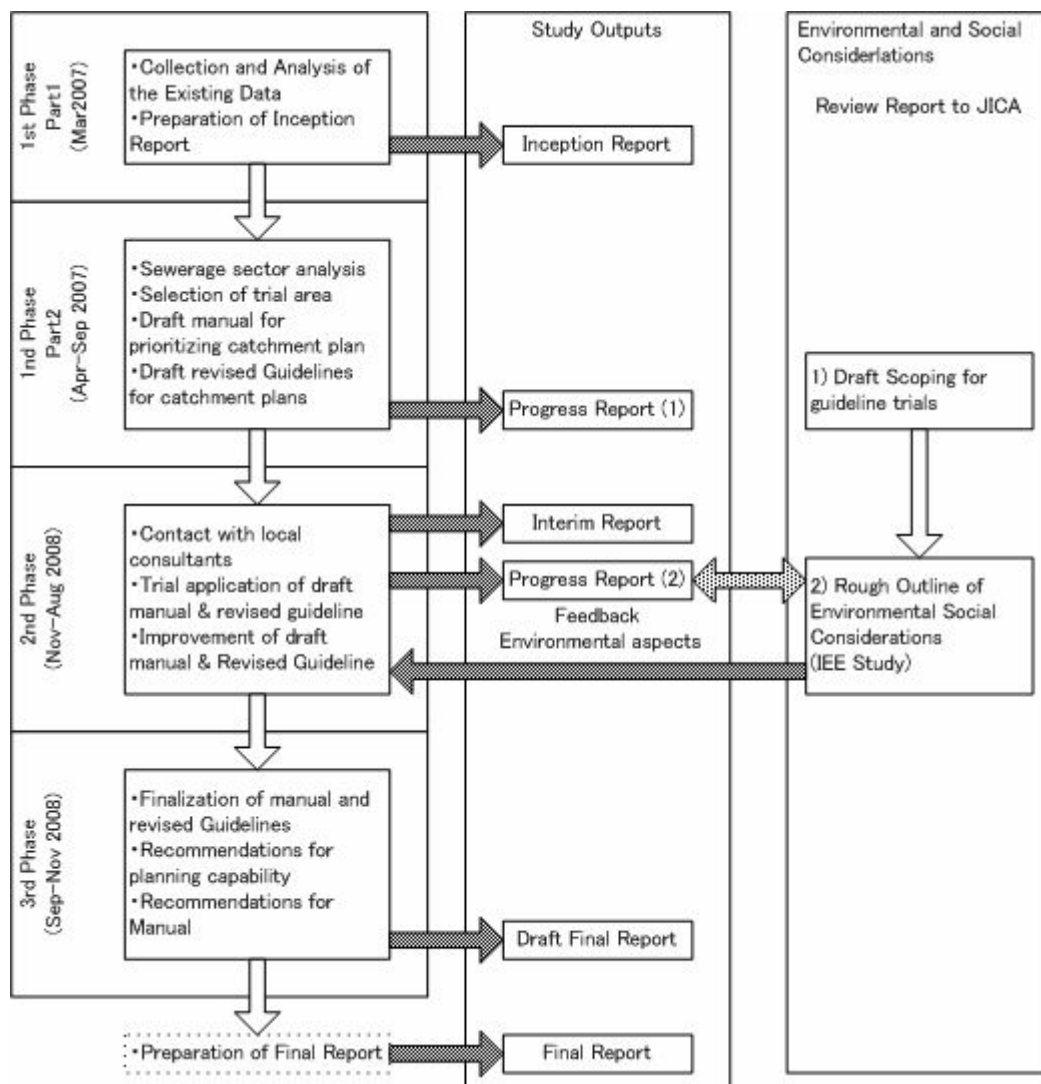 1st Phase
Part1
(Mar2007)
・Collection and Analysis of
the Existing Data
・Preparation of Inception
Report
1nd Phase
Part2
(Apr-Sep 2007)
・Sewerage sector analysis
・Selection of trial area
・Draft manual for
prioritizing catchment plan
・Draft revised Guidelines
for catchment plans
2nd Phase
(Nov-Aug 2008)
・Contact with local
consultants
・Trial application of draft
manual & revised guideline
・Improvement of draft
manual & Revised Guideline
3rd Phase
(Sep-Nov 2008)
・Finalization of manual and
revised Guidelines
・Recommendations for
planning capability
・Recommendations for
Manual
・Preparation of Final Report
Study Outputs
Inception Report
Progress Report (1)
Interim Report
Progress Report (2)
Feedback
Environmental aspects
Draft Final Report
Final Report
Environmental and Social
Considerlations
Review Report to JICA
1) Draft Scoping for
guideline trials
2) Rough Outline of
Environmental Social
Considerations
(IEE Study)